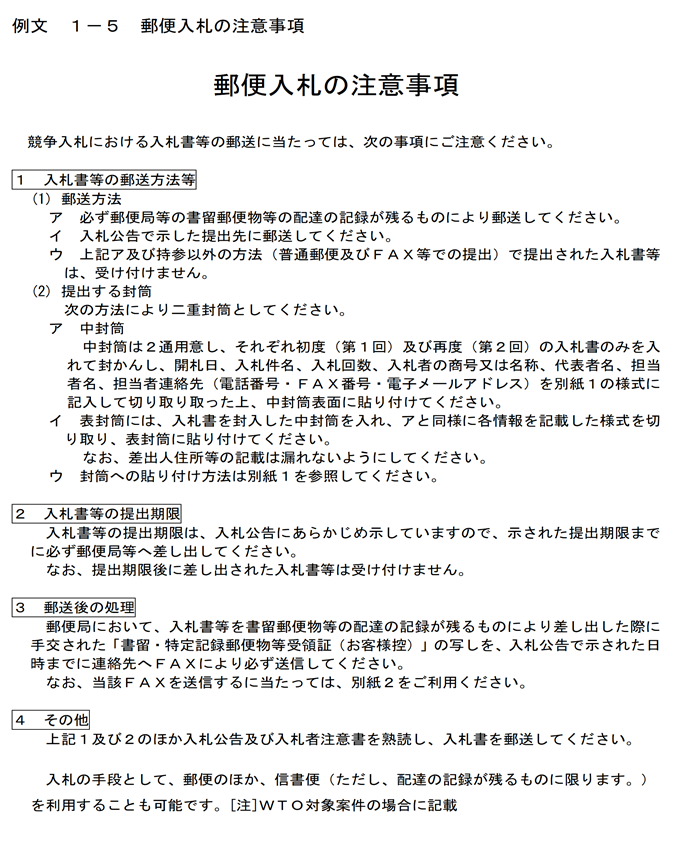 例文　１－５　郵便入札の注意事項
郵便入札の注意事項
競争入札における入札書等の郵送に当たっては、次の事項にご注意ください。
１　入札書等の郵送方法等
(1) 郵送方法
ア　必ず郵便局等の書留郵便物等の配達の記録が残るものにより郵送してください。
イ　入札公告で示した提出先に郵送してください。
ウ　上記ア及び持参以外の方法（普通郵便及びＦＡＸ等での提出）で提出された入札書等
は、受け付けません。
(2) 提出する封筒
次の方法により二重封筒としてください。
ア　中封筒
中封筒は２通用意し、それぞれ初度（第１回）及び再度（第２回）の入札書のみを入
れて封かんし、開札日、入札件名、入札回数、入札者の商号又は名称、代表者名、担当
者名、担当者連絡先（電話番号・ＦＡＸ番号・電子メールアドレス）を別紙１の様式に
記入して切り取り取った上、中封筒表面に貼り付けてください。
イ　表封筒には、入札書を封入した中封筒を入れ、アと同様に各情報を記載した様式を切
り取り、表封筒に貼り付けてください。
なお、差出人住所等の記載は漏れないようにしてください。
ウ　封筒への貼り付け方法は別紙１を参照してください。
２　入札書等の提出期限
入札書等の提出期限は、入札公告にあらかじめ示していますので、示された提出期限まで
に必ず郵便局等へ差し出してください。
なお、提出期限後に差し出された入札書等は受け付けません。
３　郵送後の処理
郵便局において、入札書等を書留郵便物等の配達の記録が残るものにより差し出した際に
手交された「書留・特定記録郵便物等受領証（お客様控）」の写しを、入札公告で示された日
時までに連絡先へＦＡＸにより必ず送信してください。
なお、当該ＦＡＸを送信するに当たっては、別紙２をご利用ください。
４　その他
上記１及び２のほか入札公告及び入札者注意書を熟読し、入札書を郵送してください。
入札の手段として、郵便のほか、信書便（ただし、配達の記録が残るものに限ります。）
を利用することも可能です。[注]ＷＴＯ対象案件の場合に記載